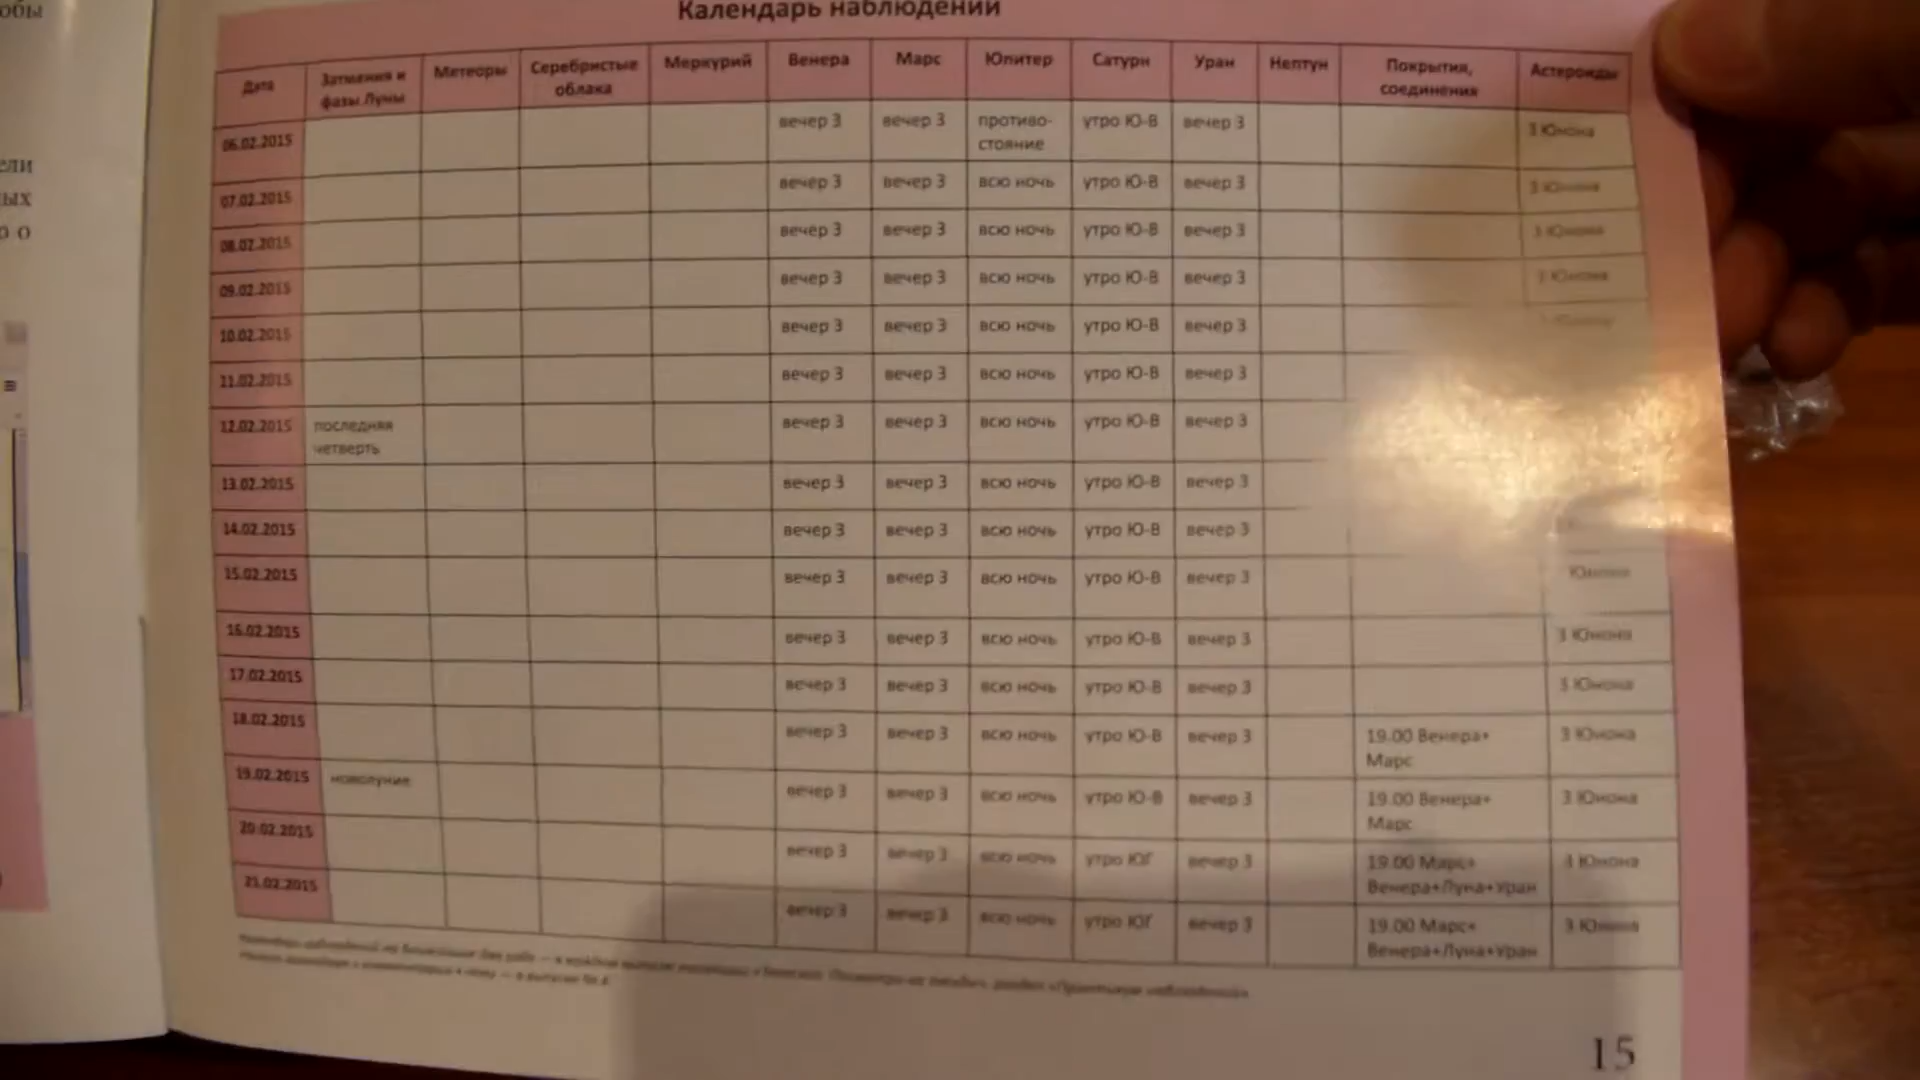 обы
ели
ных
о о
Календарь наблюдений
Дата Затмения и фазы Луны Метеоры Серебристые облака Меркурий Венера Марс Юпитер Сатурн Уран Нептун Покрытия, соединения Астероиды
06.02.2015 вечер З вечер З противо-стояние утро Ю-В вечер З 3 Юнона
07.02.2015 вечер З вечер З всю ночь утро Ю-В вечер З 3 Юнона
08.02.2015 вечер З вечер З всю ночь утро Ю-В вечер З 3 Юнона
09.02.2015 вечер З вечер З всю ночь утро Ю-В вечер З 3 Юнона
10.02.2015 вечер З вечер З всю ночь утро Ю-В вечер З
11.02.2015 вечер З вечер З всю ночь утро Ю-В вечер З
12.02.2015 последняя четверть вечер З вечер З всю ночь утро Ю-В вечер З
13.02.2015 вечер З вечер З всю ночь утро Ю-В вечер З
14.02.2015 вечер З вечер З всю ночь утро Ю-В вечер З
15.02.2015 вечер З вечер З всю ночь утро Ю-В вечер З Юнона
16.02.2015 вечер З вечер З всю ночь утро Ю-В вечер З 3 Юнона
17.02.2015 вечер З вечер З всю ночь утро Ю-В вечер З 3 Юнона
18.02.2015 вечер З вечер З всю ночь утро Ю-В вечер З 19.00 Венера+ Марс 3 Юнона
19.02.2015 новолуние вечер З вечер З всю ночь утро Ю-В вечер З 19.00 Венера+ Марс 3 Юнона
20.02.2015 вечер З вечер З всю ночь утро ЮГ вечер З 19.00 Марс+ Венера+Луна+Уран 3 Юнона
21.02.2015 вечер З вечер З всю ночь утро ЮГ вечер З 19.00 Марс+ Венера+Луна+Уран 3 Юнона
15